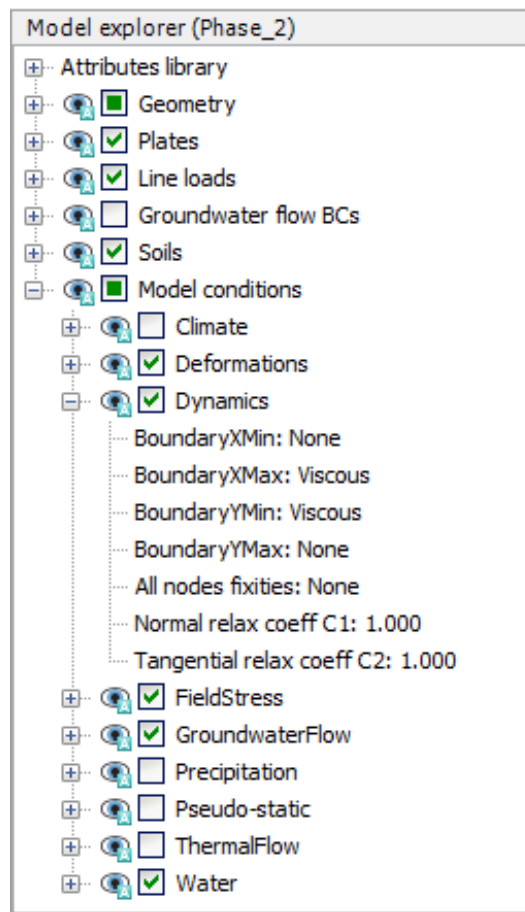 Model explorer (Phase_2)
Attributes library
Geometry
Plates
Line loads
Groundwater flow BCs
Soils
Model conditions
Climate
Deformations
Dynamics
BoundaryXMin: None
BoundaryXMax: Viscous
BoundaryYMin: Viscous
BoundaryYMax: None
All nodes fixities: None
Normal relax coeff C1: 1.000
Tangential relax coeff C2: 1.000
FieldStress
GroundwaterFlow
Precipitation
Pseudo-static
ThermalFlow
Water